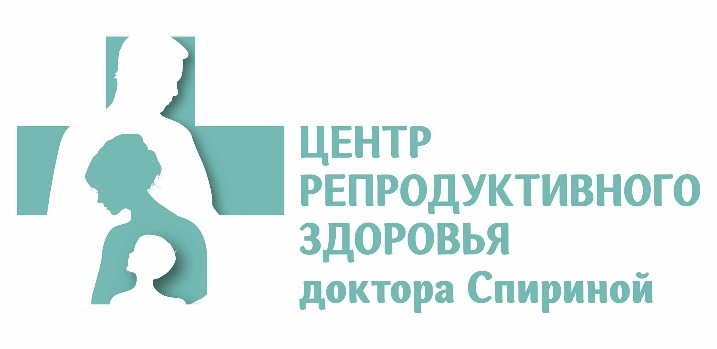 ЦЕНТР
РЕПРОДУКТИВНОГО
ЗДОРОВЬЯ
доктора Спириной